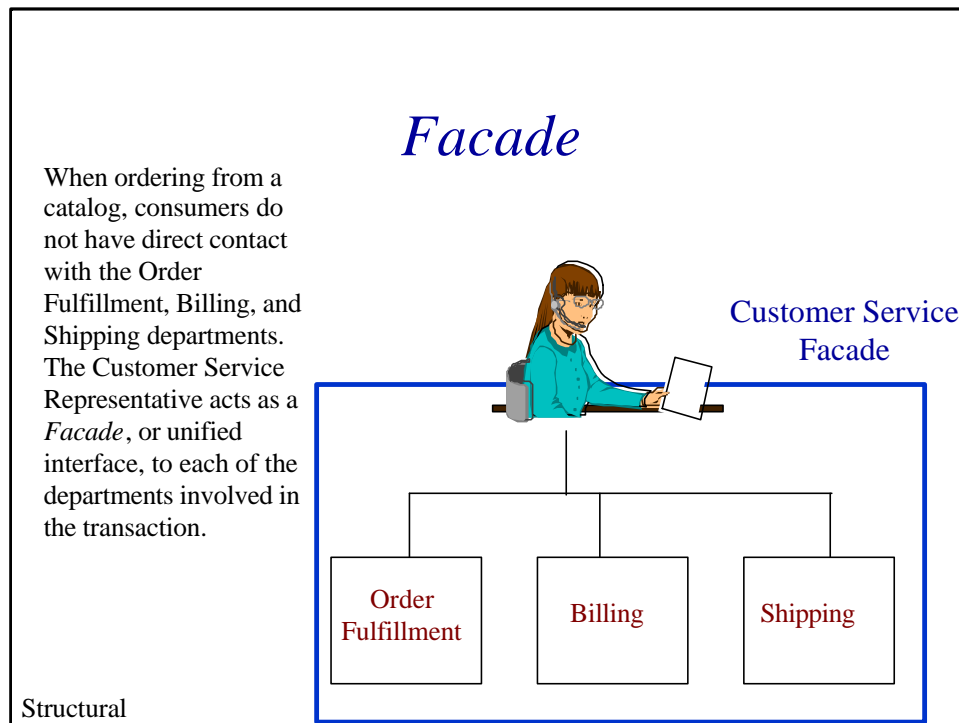 Facade
When ordering from a
catalog, consumers do
not have direct contact
with the Order
Fulfillment, Billing, and
Shipping departments.
The Customer Service
Representative acts as a
Facade, or unified
interface, to each of the
departments involved in
the transaction.
Customer Service
Facade
Order
Fulfillment
Billing
Shipping
Structural